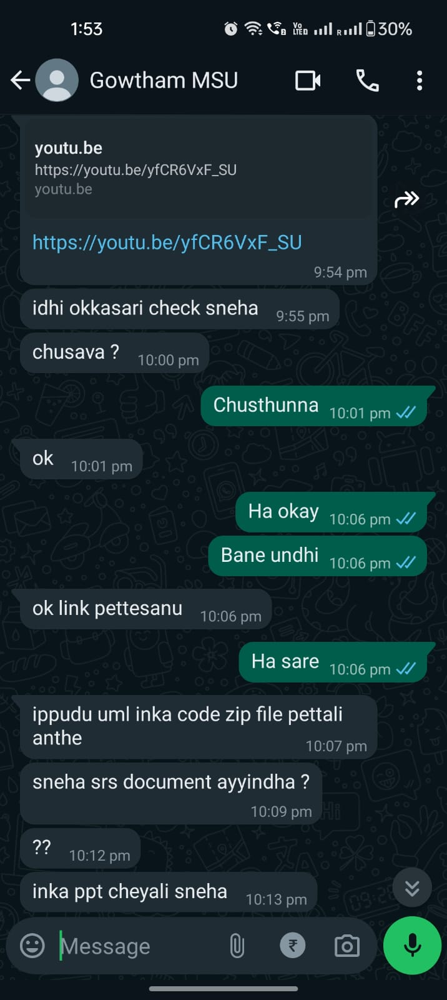 1:53
Vo
LTED
R
30%
Gowtham MSU
youtu.be
https://youtu.be/yfCR6VxF_SU
youtu.be
https://youtu.be/yfCR6VxF_SU
9:54 pm
idhi okkasari check sneha 9:55 pm
chusava ? 10:00 pm
Chusthunna 10:01 pm
ok 10:01 pm
Ha okay 10:06 pm
Bane undhi 10:06 pm
ok link pettesanu 10:06 pm
Ha sare 10:06 pm
ippudu uml inka code zip file pettali
anthe
10:07 pm
sneha srs document ayyindha ?
10:09 pm
?? 10:12 pm
inka ppt cheyali sneha 10:13 pm
Message
₹